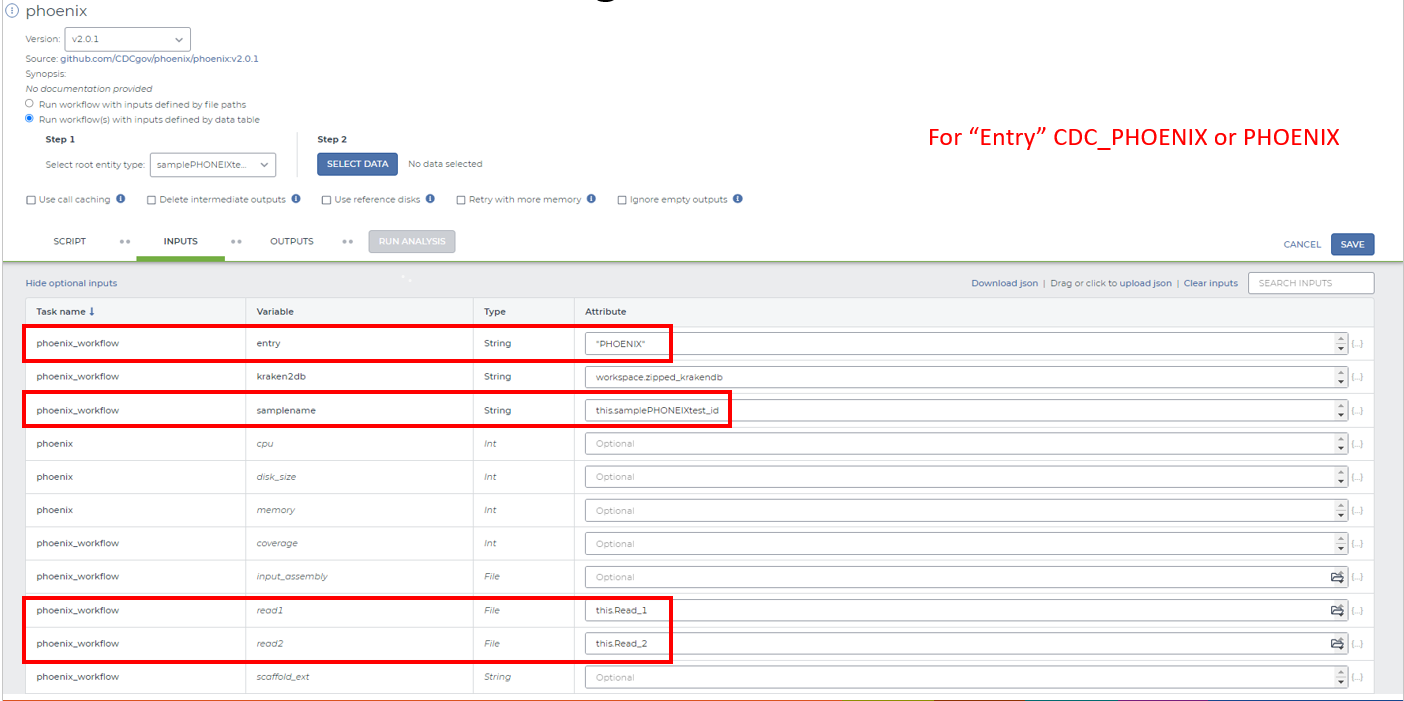 phoenix
Version: v2.0.1
Source: github.com/CDCgov/phoenix/phoenix:v2.0.1
Synopsis:
No documentation provided
Run workflow with inputs defined by file paths
Run workflow(s) with inputs defined by data table
Step 1 Step 2
Select root entity type: samplePHONEIXte... SELECT DATA No data selected
For “Entry” CDC_PHOENIX or PHOENIX
Use call caching Delete intermediate outputs Use reference disks Retry with more memory Ignore empty outputs
SCRIPT INPUTS OUTPUTS RUN ANALYSIS CANCEL SAVE
Hide optional inputs Download json | Drag or click to upload json | Clear inputs SEARCH INPUTS
Task name ↓ Variable Type Attribute
phoenix_workflow entry String "PHOENIX" {...}
phoenix_workflow kraken2db String workspace.zipped_krakendb {...}
phoenix_workflow samplename String this.samplePHONEIXtest_id {...}
phoenix cpu Int Optional {...}
phoenix disk_size Int Optional {...}
phoenix memory Int Optional {...}
phoenix_workflow coverage Int Optional {...}
phoenix_workflow input_assembly File Optional {...}
phoenix_workflow read1 File this.Read_1 {...}
phoenix_workflow read2 File this.Read_2 {...}
phoenix_workflow scaffold_ext String Optional {...}